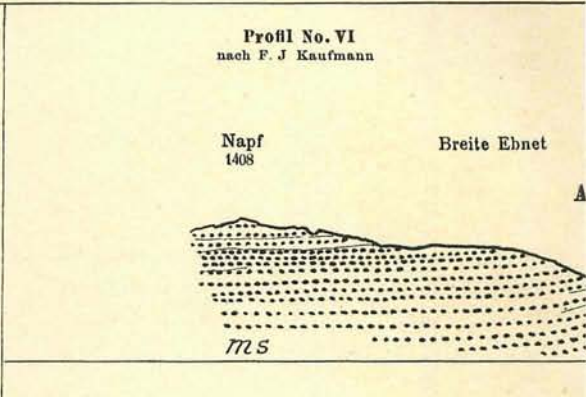 Profil No. VI
nach F. J Kaufmann
Napf
1408
Breite Ebnet
A
ms